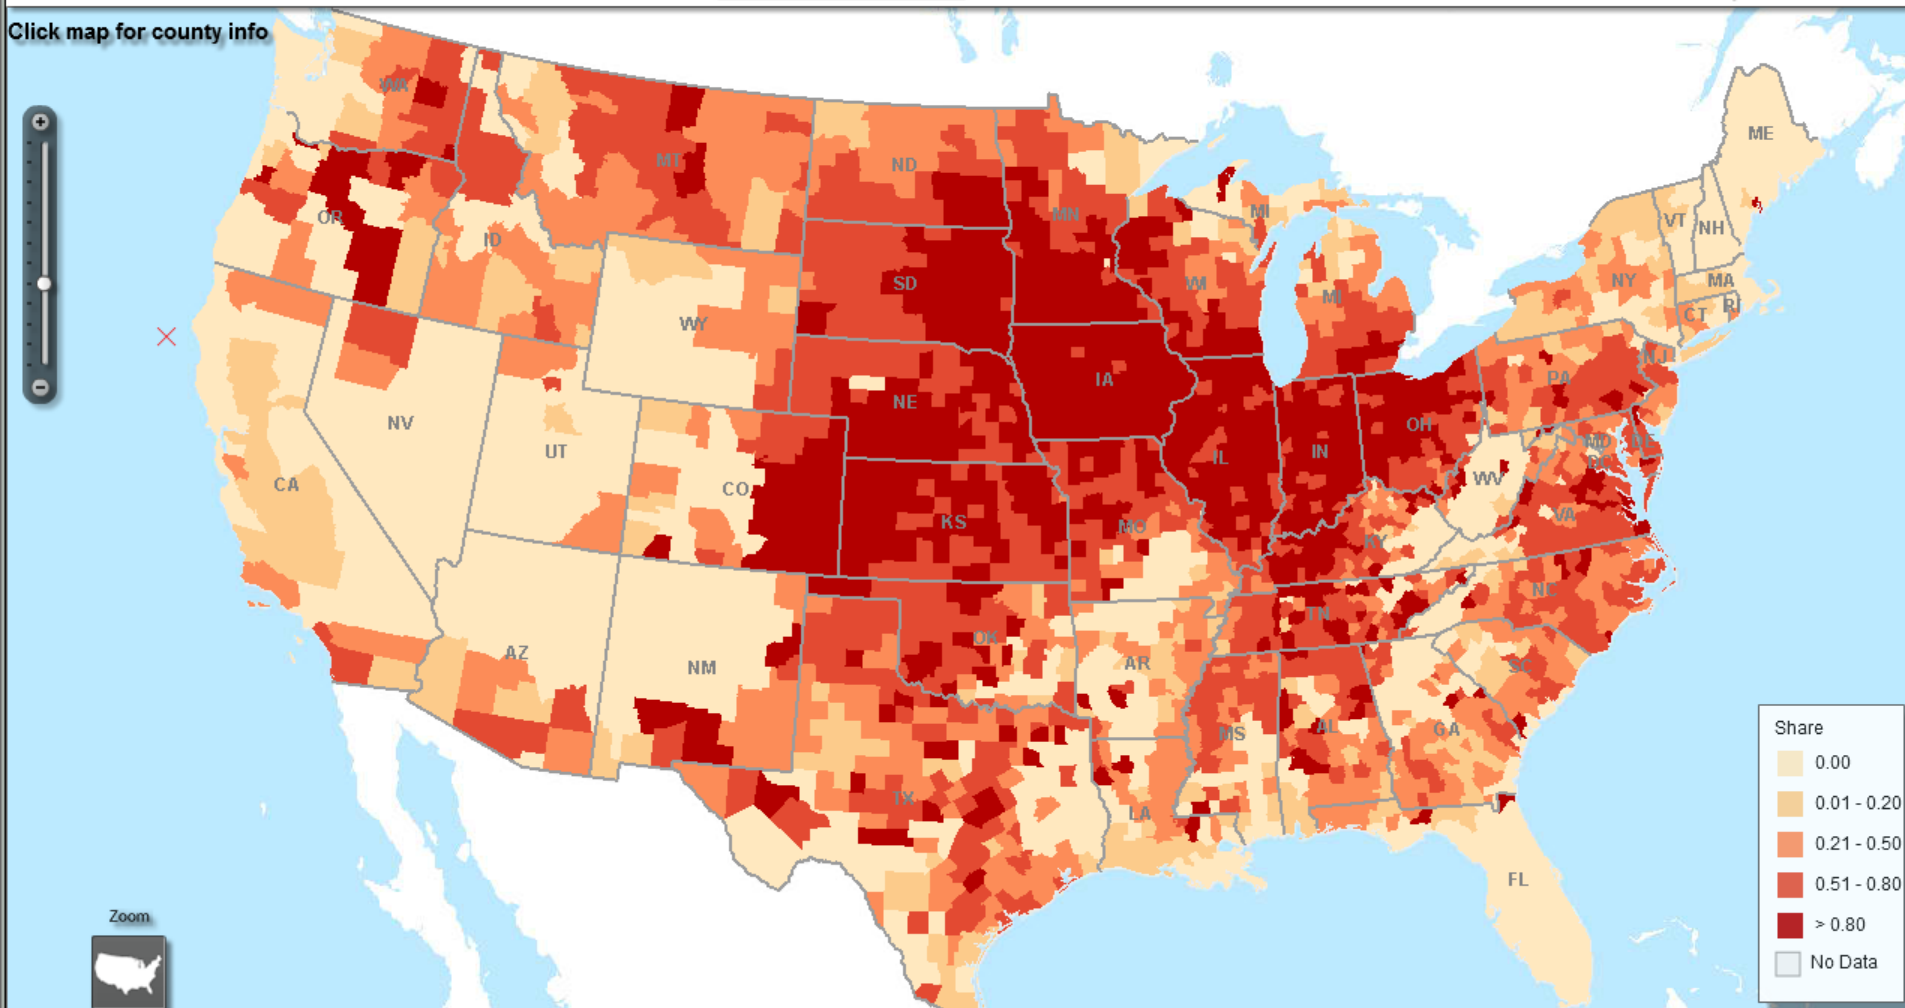 Click map for county info
WA
ME
MT
ND
MN
VT
NH
OR
ID
MI
SD
WI
MI
NY
MA
RI
CT
WY
NJ
IA
PA
NE
NV
OH
UT
MD
DE
IL
IN
CA
CO
WV
KS
MO
VA
KY
NC
TN
OK
AZ
NM
AR
SC
MS
AL
GA
TX
LA
FL
Share
0.00
0.01 - 0.20
0.21 - 0.50
0.51 - 0.80
> 0.80
No Data
Zoom